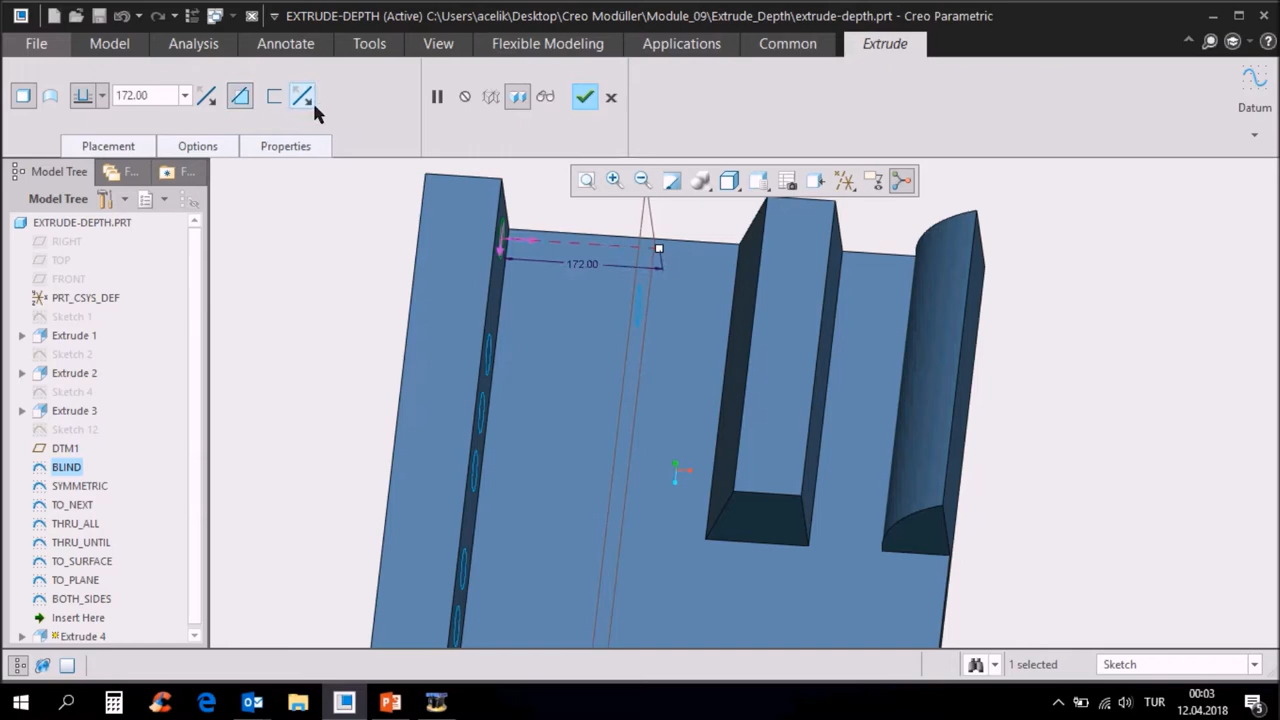 EXTRUDE-DEPTH (Active) C:\Users\acelik\Desktop\Creo Modüller\Module_09\Extrude_Depth\extrude-depth.prt - Creo Parametric
File Model Analysis Annotate Tools View Flexible Modeling Applications Common Extrude
172.00
Datum
Placement Options Properties
Model Tree F... F...
Model Tree
EXTRUDE-DEPTH.PRT
RIGHT
TOP
FRONT
PRT_CSYS_DEF
Sketch 1
Extrude 1
Sketch 2
Extrude 2
Sketch 4
Extrude 3
Sketch 12
DTM1
BLIND
SYMMETRIC
TO_NEXT
THRU_ALL
THRU_UNTIL
TO_SURFACE
TO_PLANE
BOTH_SIDES
Insert Here
Extrude 4
172.00
1 selected Sketch
TUR 00:03
12.04.2018
5